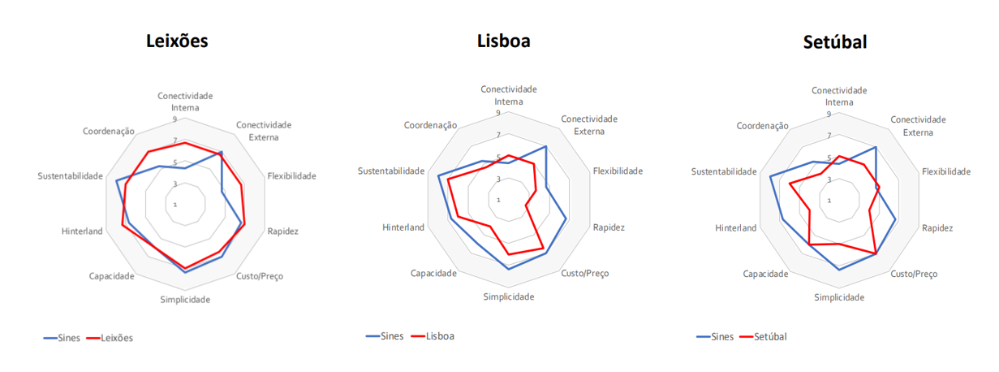 Leixões
Conectividade
Interna
Conectividade
Externa
Flexibilidade
Rapidez
Custo/Preço
Simplicidade
Capacidade
Hinterland
Sustentabilidade
Coordenação
9
7
5
3
1
Sines
Leixões
Lisboa
Conectividade
Interna
Conectividade
Externa
Flexibilidade
Rapidez
Custo/Preço
Simplicidade
Capacidade
Hinterland
Sustentabilidade
Coordenação
9
7
5
3
1
Sines
Lisboa
Setúbal
Conectividade
Interna
Conectividade
Externa
Flexibilidade
Rapidez
Custo/Preço
Simplicidade
Capacidade
Hinterland
Sustentabilidade
Coordenação
9
7
5
3
1
Sines
Setúbal